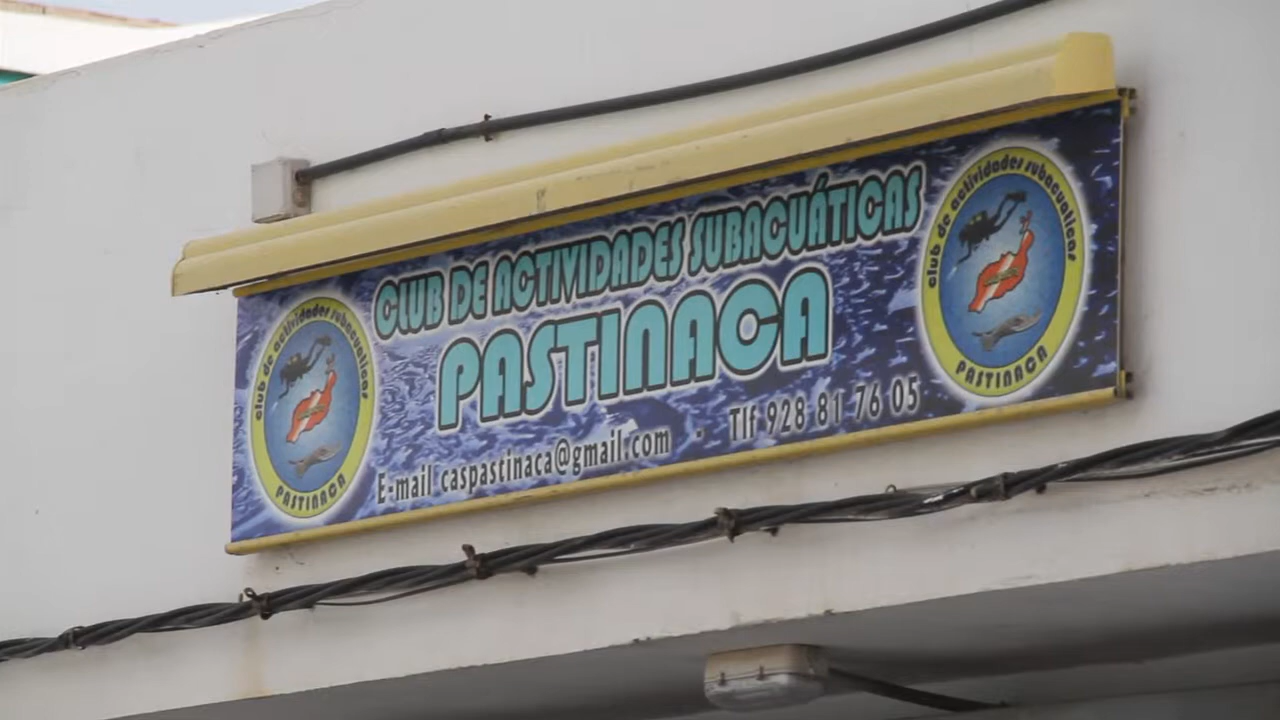 club de actividades subacuaticas
PASTINACA
CLUB DE ACTIVIDADES SUBACUÁTICAS
PASTINACA
E-mail caspastinaca@gmail.com - Tlf 928 81 76 05
club de actividades subacuaticas
PASTINACA